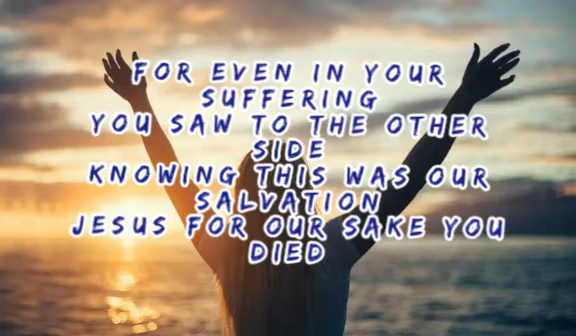 FOR EVEN IN YOUR
SUFFERING
YOU SAW TO THE OTHER
SIDE
KNOWING THIS WAS OUR
SALVATION
JESUS FOR OUR SAKE YOU
DIED